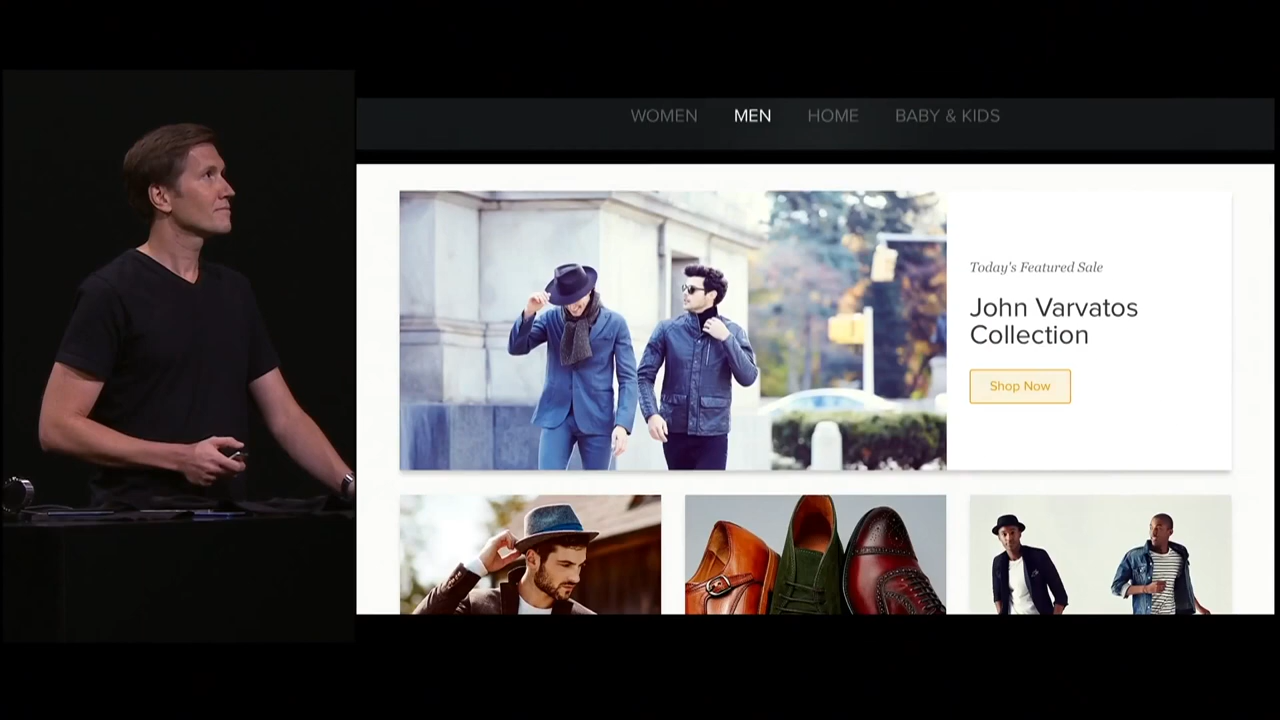 WOMEN MEN HOME BABY & KIDS
Today's Featured Sale
John Varvatos
Collection
Shop Now